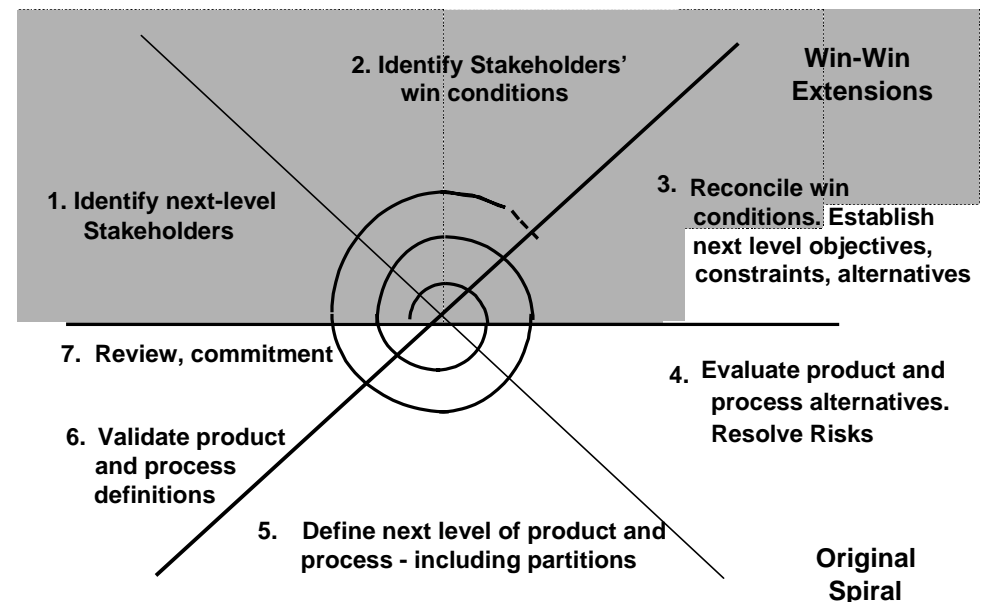 2. Identify Stakeholders’
win conditions
Win-Win
Extensions
1. Identify next-level
Stakeholders
3. Reconcile win
conditions. Establish
next level objectives,
constraints, alternatives
7. Review, commitment
4. Evaluate product and
process alternatives.
Resolve Risks
6. Validate product
and process
definitions
5. Define next level of product and
process - including partitions
Original
Spiral